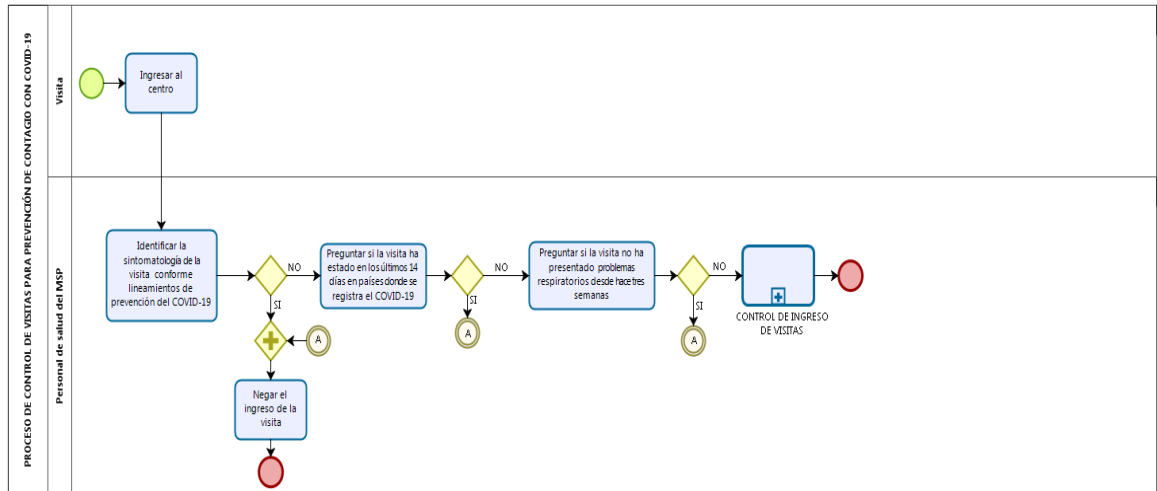 PROCESO DE CONTROL DE VISITAS PARA PREVENCIÓN DE CONTAGIO CON COVID-19
Visita
Ingresar al
centro
Personal de salud del MSP
Identificar la
sintomatología de la
visita conforme
lineamientos de
prevención del COVID-19
NO
SI
Preguntar si la visita ha
estado en los últimos 14
días en países donde se
registra el COVID-19
NO
SI
A
Preguntar si la visita no ha
presentado problemas
respiratorios desde hace tres
semanas
NO
SI
A
CONTROL DE INGRESO
DE VISITAS
A
Negar el
ingreso de la
visita